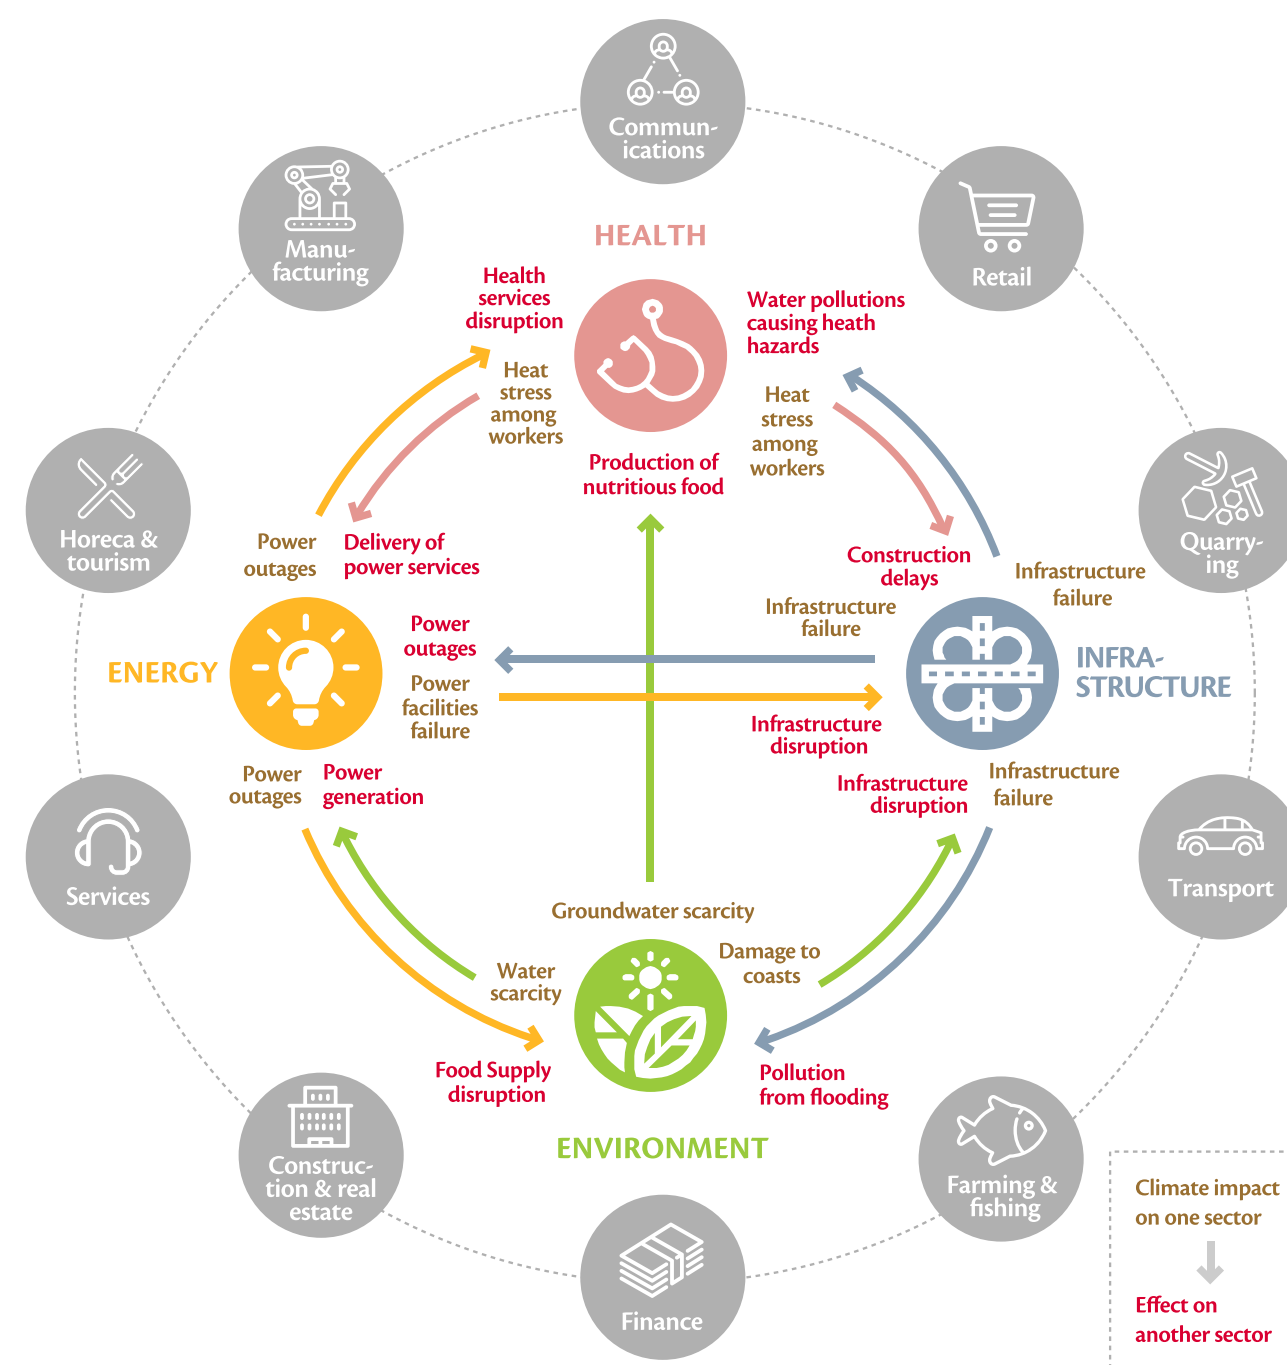 Commun-
ications
Manu-
facturing
Retail
HEALTH
Health
services
disruption
Water pollutions
causing heath
hazards
Heat
stress
among
workers
Heat
stress
among
workers
Production of
nutritious food
Horeca &
tourism
Quarry-
ing
Power
outages
Delivery of
power services
Construction
delays
Infrastructure
failure
Infrastructure
failure
Power
outages
ENERGY
INFRA-
STRUCTURE
Power
facilities
failure
Infrastructure
disruption
Power
outages
Power
generation
Infrastructure
disruption
Infrastructure
failure
Services
Transport
Groundwater scarcity
Damage to
coasts
Water
scarcity
Food Supply
disruption
Pollution
from flooding
ENVIRONMENT
Construc-
tion & real
estate
Farming &
fishing
Finance
Climate impact
on one sector
Effect on
another sector